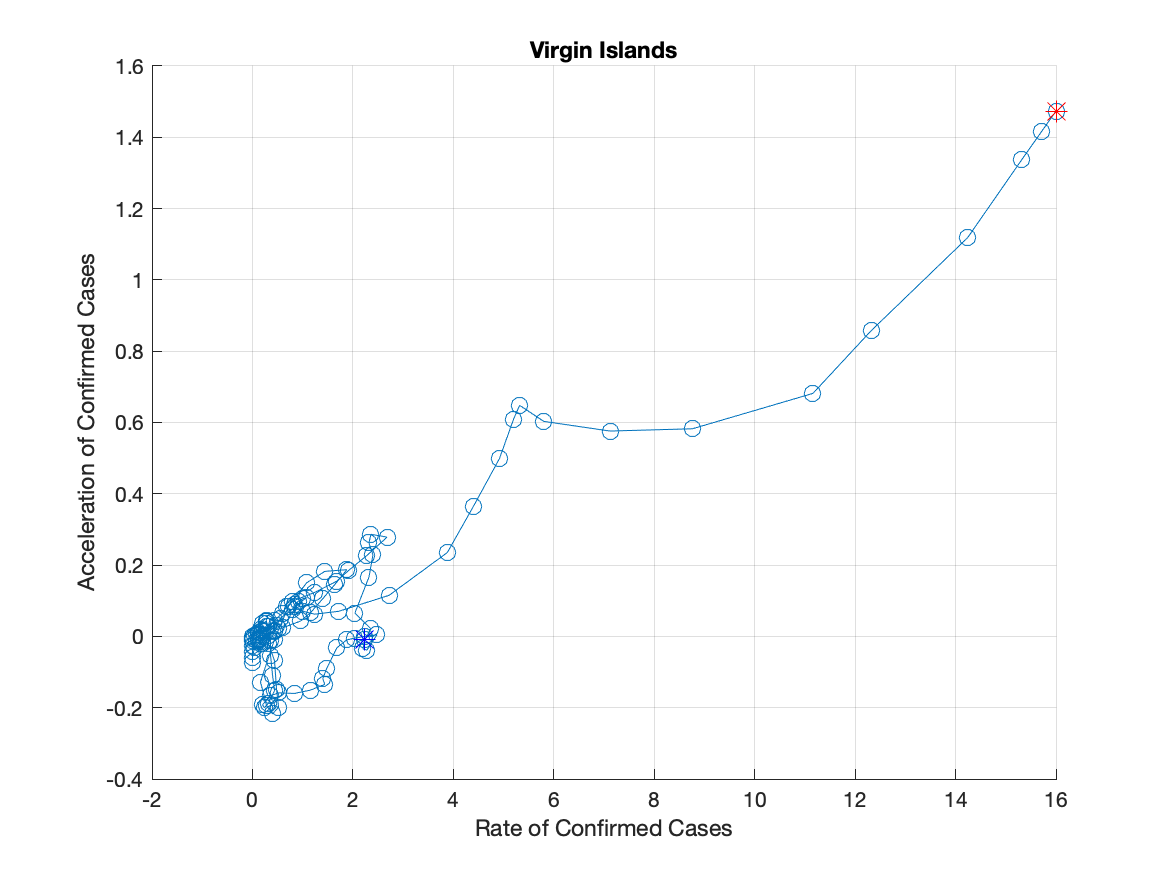 Virgin Islands
1.6
1.4
1.2
1
0.8
0.6
0.4
0.2
0
-0.2
-0.4
Acceleration of Confirmed Cases
-2 0 2 4 6 8 10 12 14 16
Rate of Confirmed Cases